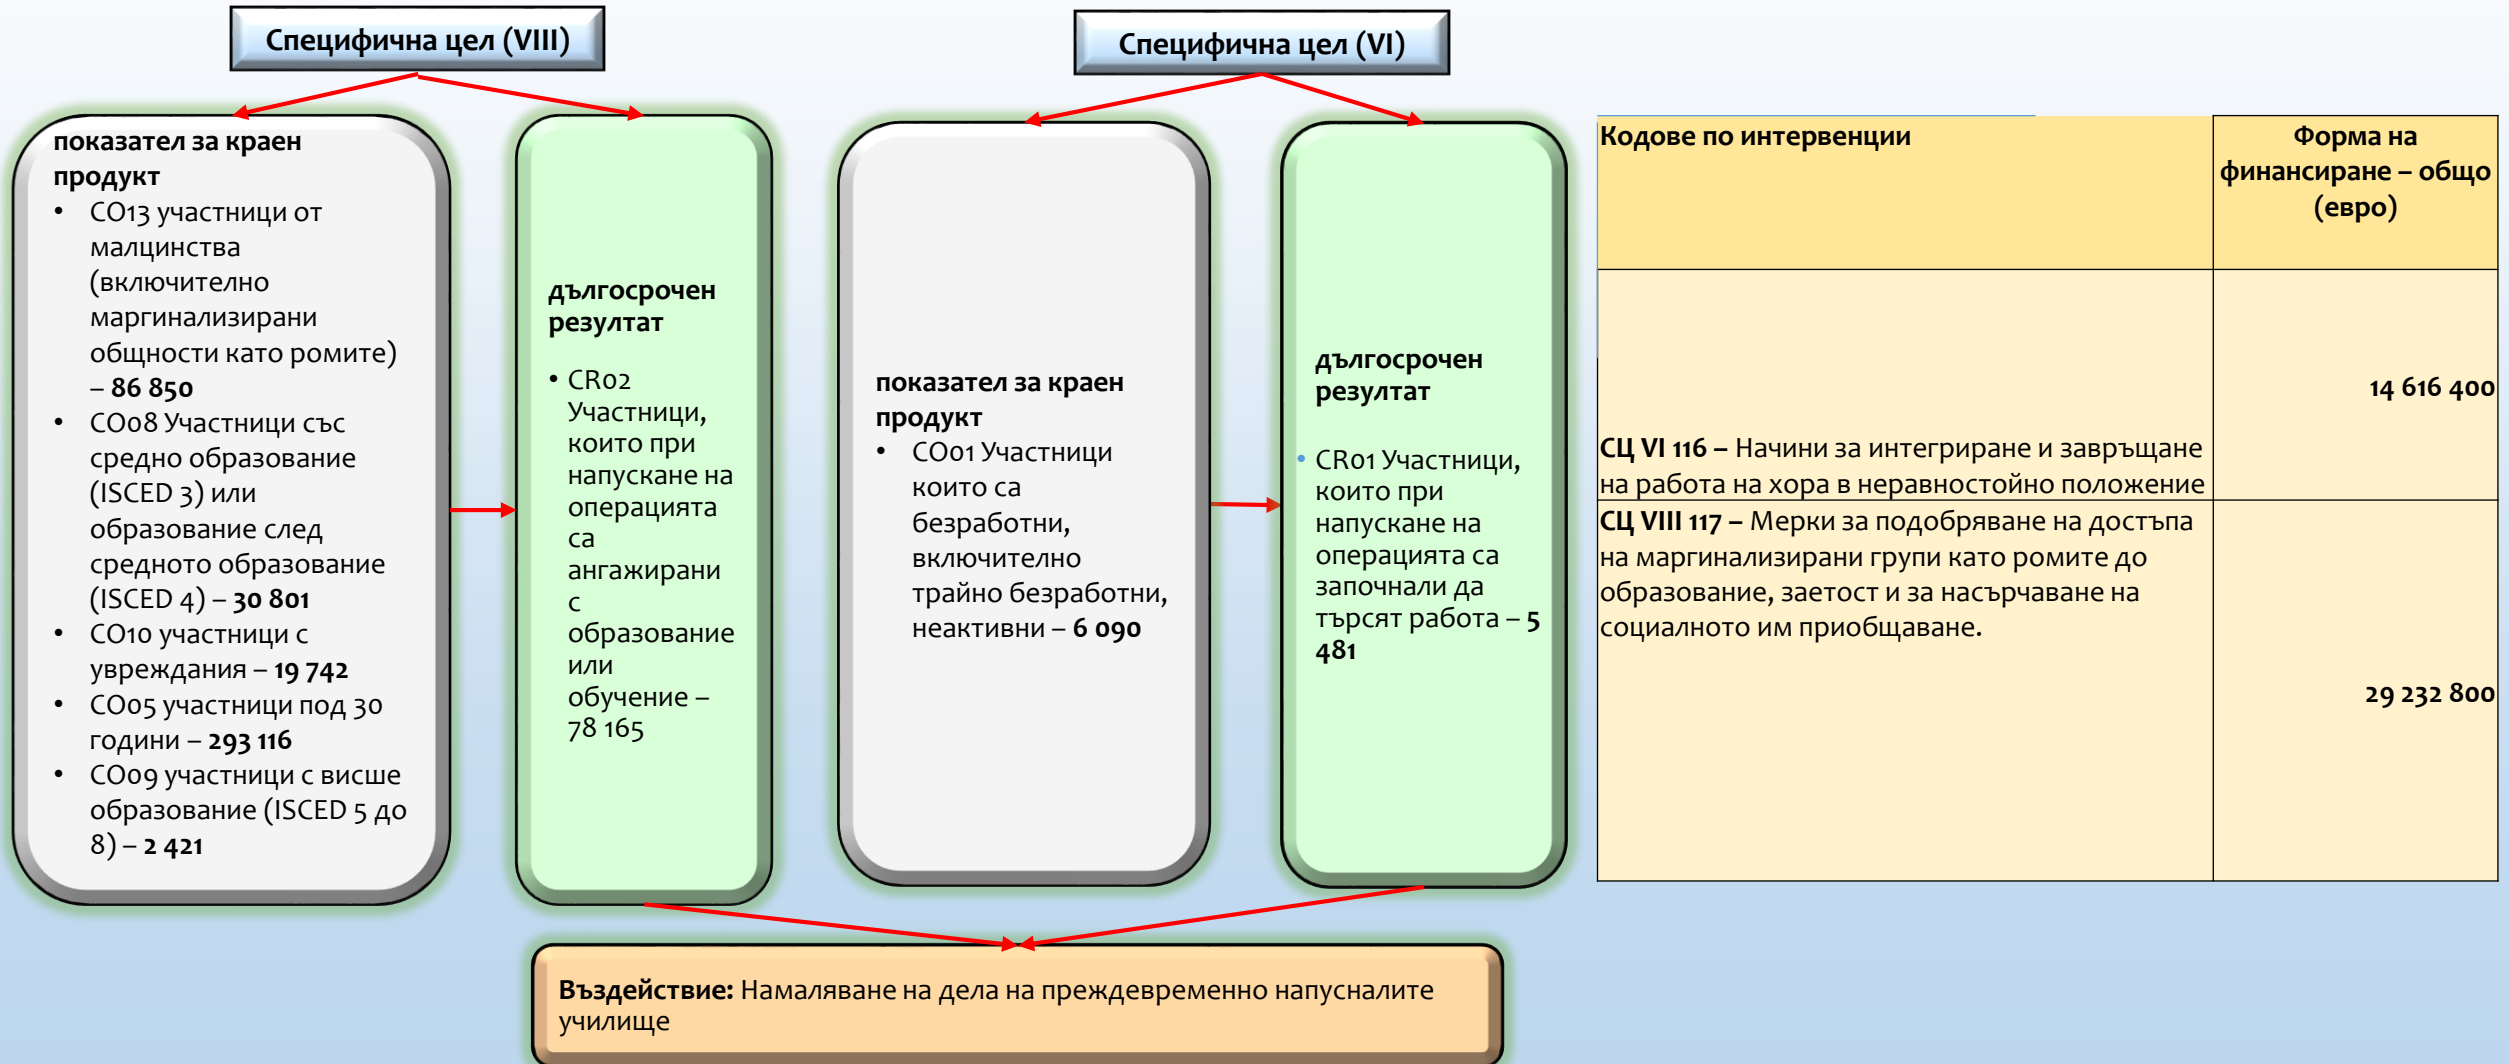 Специфична цел (VIII)
показател за краен
продукт
• CO13 участници от
малцинства
(включително
маргинализирани
общности като ромите)
– 86 850
• CO08 Участници със
средно образование
(ISCED 3) или
образование след
средното образование
(ISCED 4) – 30 801
• CO10 участници с
увреждания – 19 742
• CO05 участници под 30
години – 293 116
• CO09 участници с висше
образование (ISCED 5 до
8) – 2 421
дългосрочен
резултат
• CR02
Участници,
които при
напускане на
операцията
са
ангажирани
с
образование
или
обучение –
78 165
Специфична цел (VI)
показател за краен
продукт
• CO01 Участници
които са
безработни,
включително
трайно безработни,
неактивни – 6 090
дългосрочен
резултат
• CR01 Участници,
които при
напускане на
операцията са
започнали да
търсят работа – 5
481
Кодове по интервенции
Форма на
финансиране – общо
(евро)
СЦ VI 116 – Начини за интегриране и завръщане
на работа на хора в неравностойно положение
14 616 400
СЦ VIII 117 – Мерки за подобряване на достъпа
на маргинализирани групи като ромите до
образование, заетост и за насърчаване на
социалното им приобщаване.
29 232 800
Въздействие: Намаляване на дела на преждевременно напусналите
училище